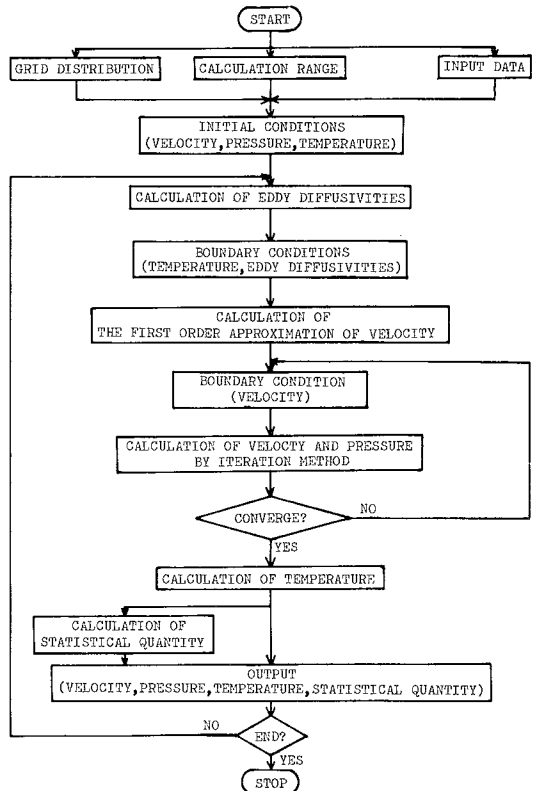 START
GRID DISTRIBUTION
CALCULATION RANGE
INPUT DATA
INITIAL CONDITIONS
(VELOCITY,PRESSURE,TEMPERATURE)
CALCULATION OF EDDY DIFFUSIVITIES
BOUNDARY CONDITIONS
(TEMPERATURE,EDDY DIFFUSIVITIES)
CALCULATION OF
THE FIRST ORDER APPROXIMATION OF VELOCITY
BOUNDARY CONDITION
(VELOCITY)
CALCULATION OF VELOCTY AND PRESSURE
BY ITERATION METHOD
CONVERGE?
NO
YES
CALCULATION OF TEMPERATURE
CALCULATION OF
STATISTICAL QUANTITY
OUTPUT
(VELOCITY,PRESSURE,TEMPERATURE,STATISTICAL QUANTITY)
NO
END?
YES
STOP